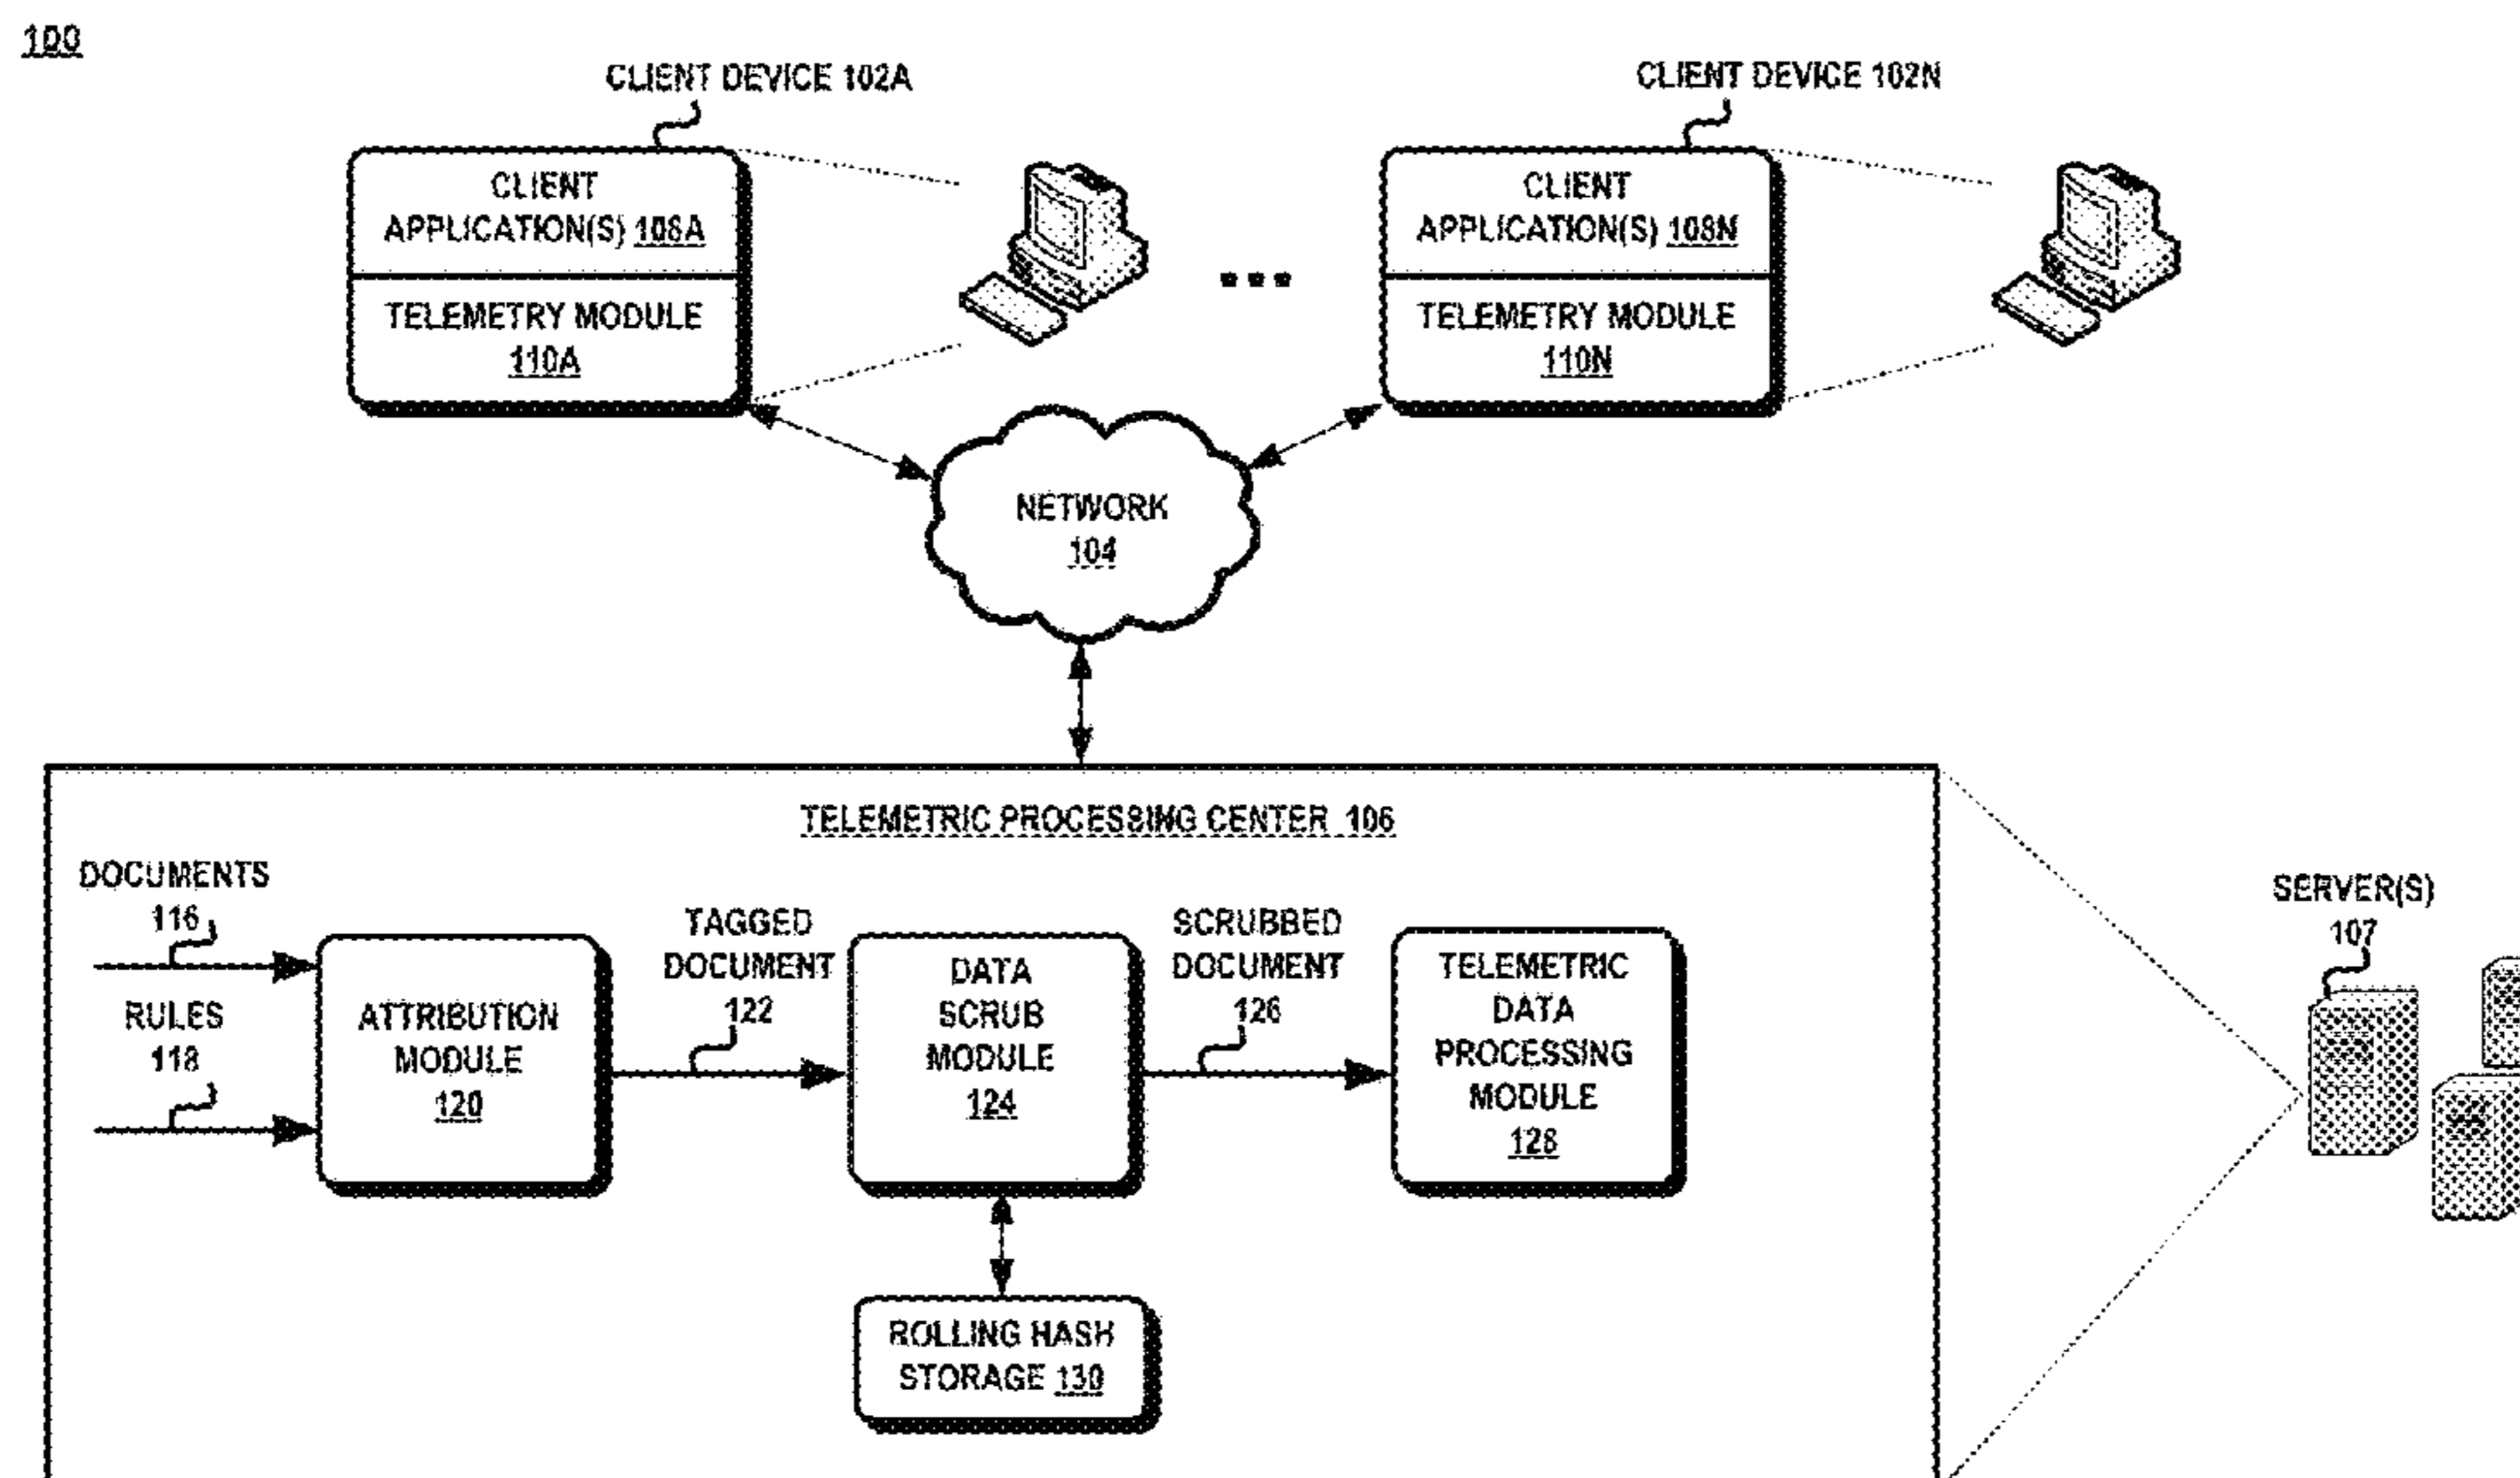 100
CLIENT DEVICE 102A
CLIENT DEVICE 102N
CLIENT
APPLICATION(S) 108A
TELEMETRY MODULE
110A
CLIENT
APPLICATION(S) 108N
TELEMETRY MODULE
110N
NETWORK
104
TELEMETRIC PROCESSING CENTER 106
DOCUMENTS
116
RULES
118
ATTRIBUTION
MODULE
120
TAGGED
DOCUMENT
122
DATA
SCRUB
MODULE
124
SCRUBBED
DOCUMENT
126
TELEMETRIC
DATA
PROCESSING
MODULE
128
ROLLING HASH
STORAGE 130
SERVER(S)
107